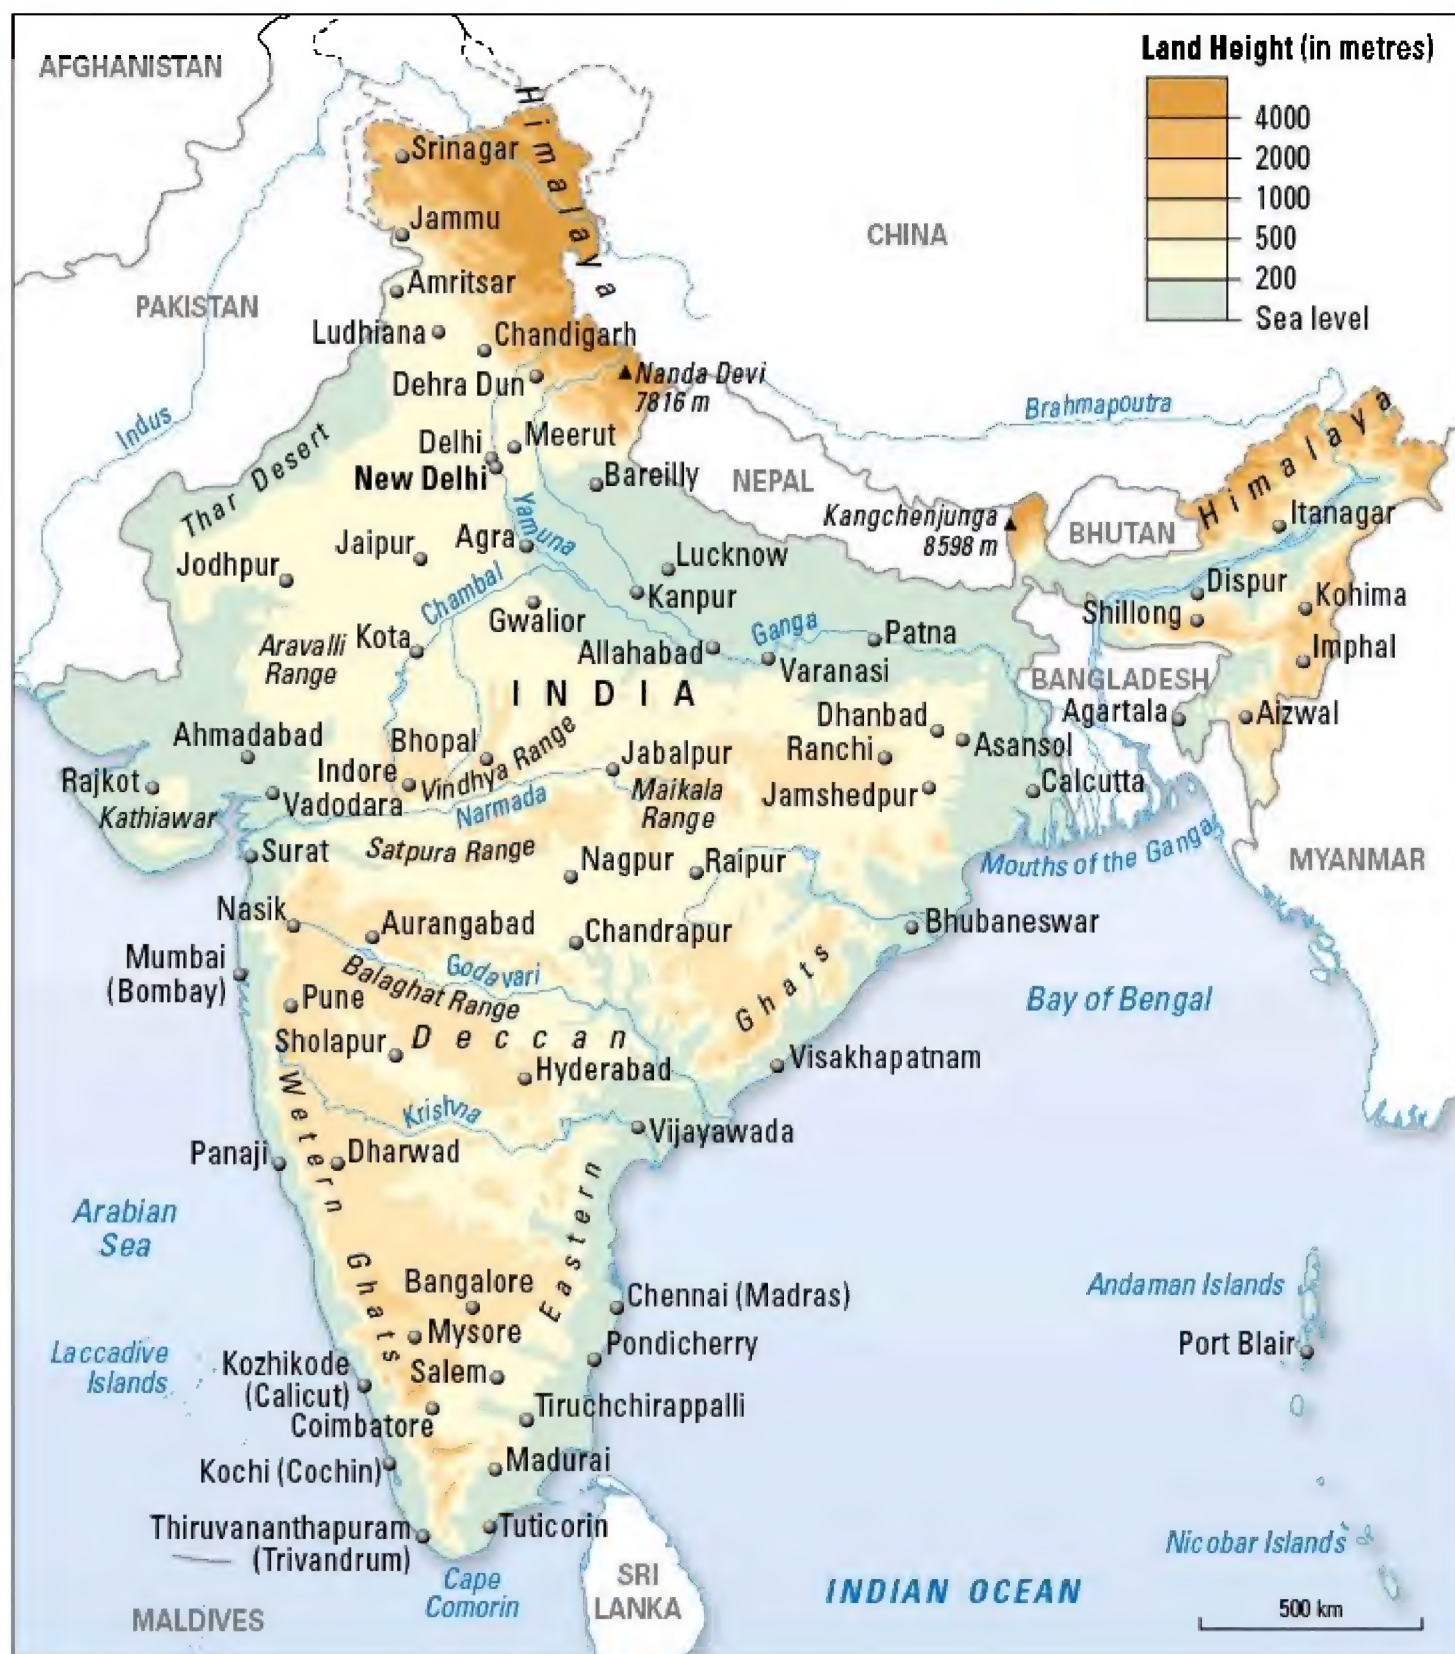 Land Height (in metres)
4000
2000
1000
500
200
Sea level
AFGHANISTAN
Himalaya
Srinagar
CHINA
Jammu
Amritsar
PAKISTAN
Ludhiana
Chandigarh
Dehra Dun
Nanda Devi
7816 m
Indus
Brahmapoutra
Himalaya
Delhi
Meerut
New Delhi
Bareilly
NEPAL
Thar Desert
Kangchenjunga
8598 m
BHUTAN
Itanagar
Yamuna
Jaipur
Agra
Jodhpur
Lucknow
Chambal
Kanpur
Dispur
Kohima
Shillong
Gwalior
Aravalli
Range
Kota
Ganga
Patna
Allahabad
Varanasi
Imphal
BANGLADESH
INDIA
Dhanbad
Agartala
Aizwal
Ahmadabad
Bhopal
Vindhya Range
Ranchi
Asansol
Jabalpur
Indore
Rajkot
Vadodara
Kathiawar
Narmada
Maikala
Range
Jamshedpur
Calcutta
Surat
Satpura Range
Nagpur
Raipur
Mouths of the Ganga
MYANMAR
Nasik
Aurangabad
Chandrapur
Bhubaneswar
Mumbai
(Bombay)
Godavari
Balaghat Range
Ghats
Bay of Bengal
Pune
Sholapur
Deccan
Hyderabad
Visakhapatnam
Wetern
Krishna
Vijayawada
Panaji
Dharwad
Arabian
Sea
Eastern
Ghats
Bangalore
Chennai (Madras)
Andaman Islands
Mysore
Pondicherry
Port Blair
Laccadive
Islands
Kozhikode
(Calicut)
Salem
Coimbatore
Tiruchchirappalli
Kochi (Cochin)
Madurai
Thiruvananthapuram
(Trivandrum)
Tuticorin
Nicobar Islands
Cape
Comorin
SRI
LANKA
INDIAN OCEAN
MALDIVES
500 km